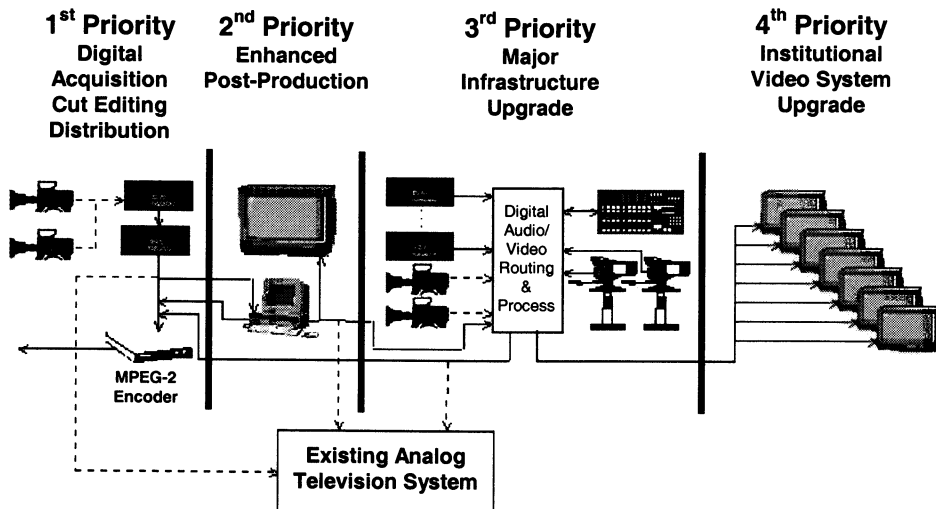 1st Priority
Digital
Acquisition
Cut Editing
Distribution
2nd Priority
Enhanced
Post-Production
3rd Priority
Major
Infrastructure
Upgrade
4th Priority
Institutional
Video System
Upgrade
Digital
Audio/
Video
Routing
&
Process
MPEG-2
Encoder
Existing Analog
Television System